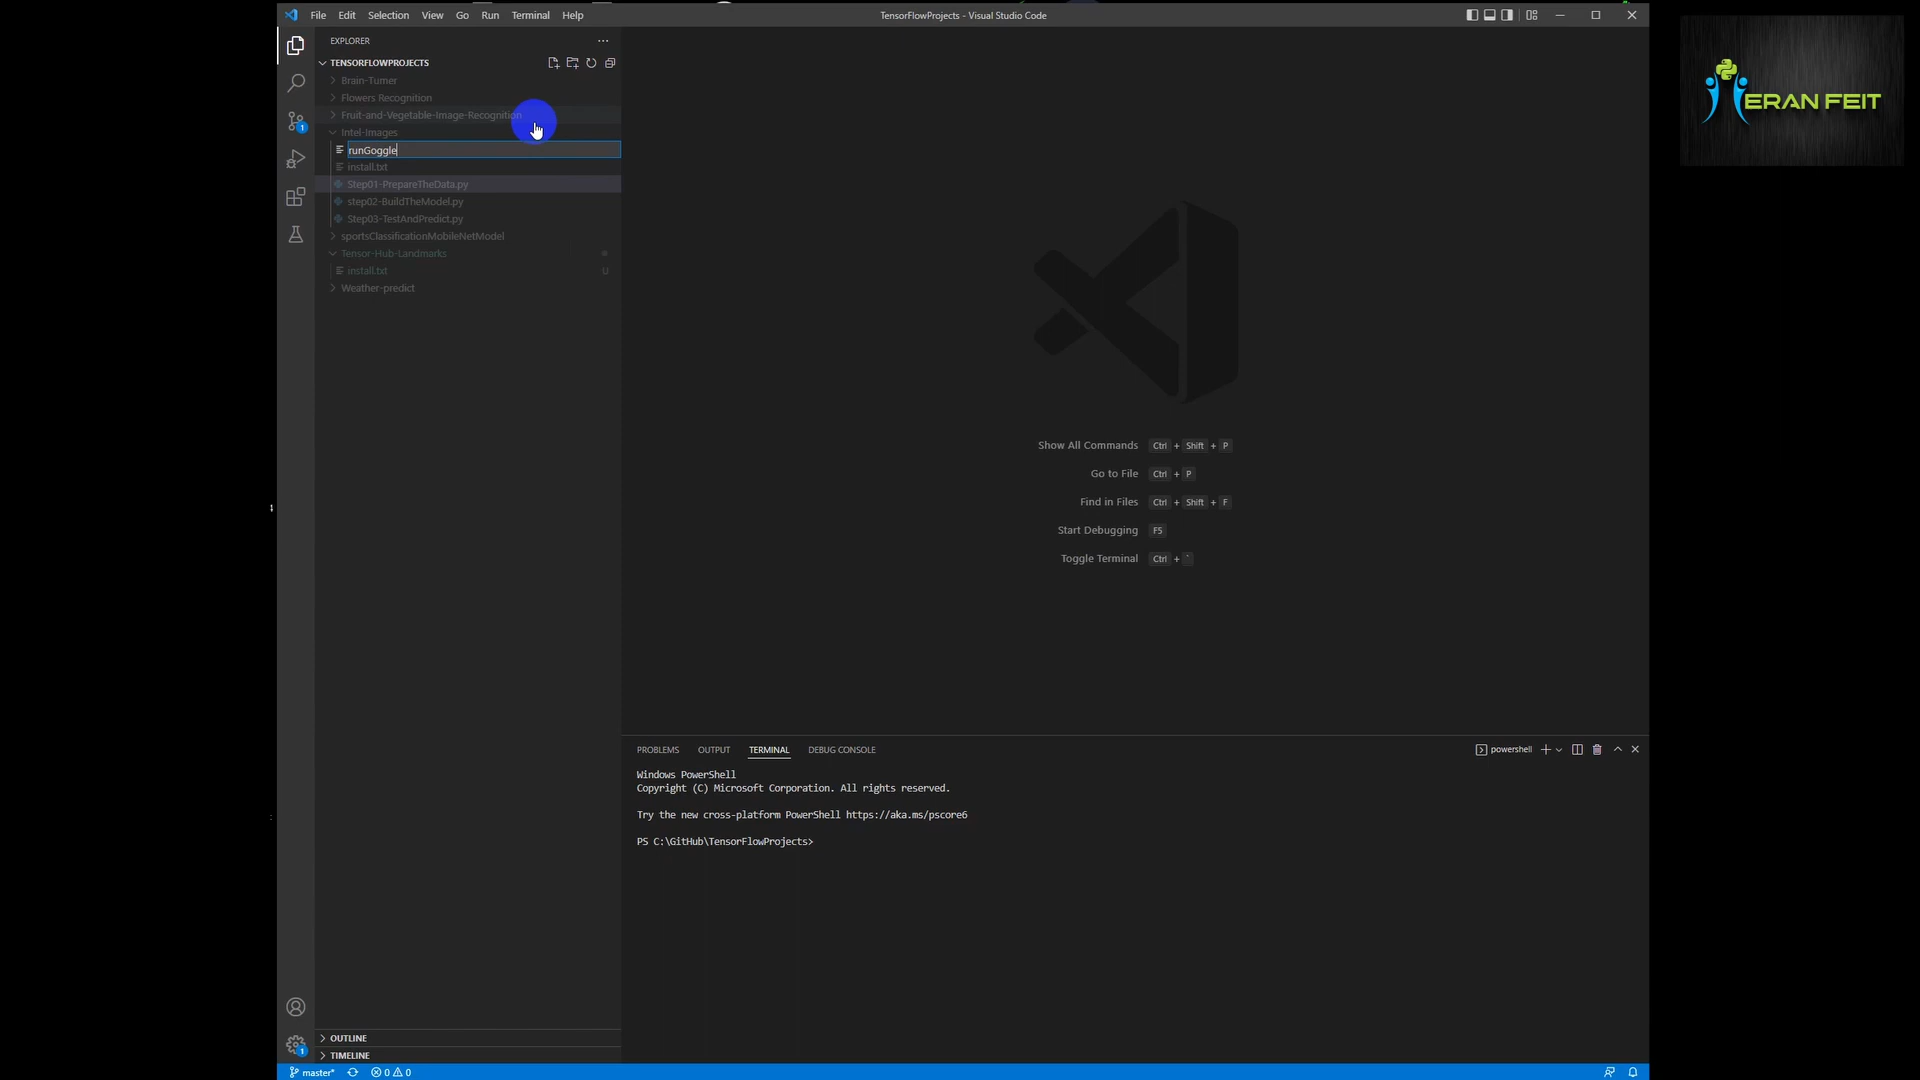 File Edit Selection View Go Run Terminal Help
TensorFlowProjects - Visual Studio Code
ERAN FEIT
EXPLORER
TENSORFLOWPROJECTS
Brain-Tumer
Flowers Recognition
Fruit-and-Vegetable-Image-Recognition
Intel-Images
runGoggle
install.txt
Step01-PrepareTheData.py
step02-BuildTheModel.py
Step03-TestAndPredict.py
sportsClassificationMobileNetModel
Tensor-Hub-Landmarks
install.txt U
Weather-predict
Show All Commands Ctrl + Shift + P
Go to File Ctrl + P
Find in Files Ctrl + Shift + F
Start Debugging F5
Toggle Terminal Ctrl + `
PROBLEMS OUTPUT TERMINAL DEBUG CONSOLE
powershell
Windows PowerShell
Copyright (C) Microsoft Corporation. All rights reserved.
Try the new cross-platform PowerShell https://aka.ms/pscore6
PS C:\GitHub\TensorFlowProjects>
OUTLINE
TIMELINE
1
1
master* 0 0